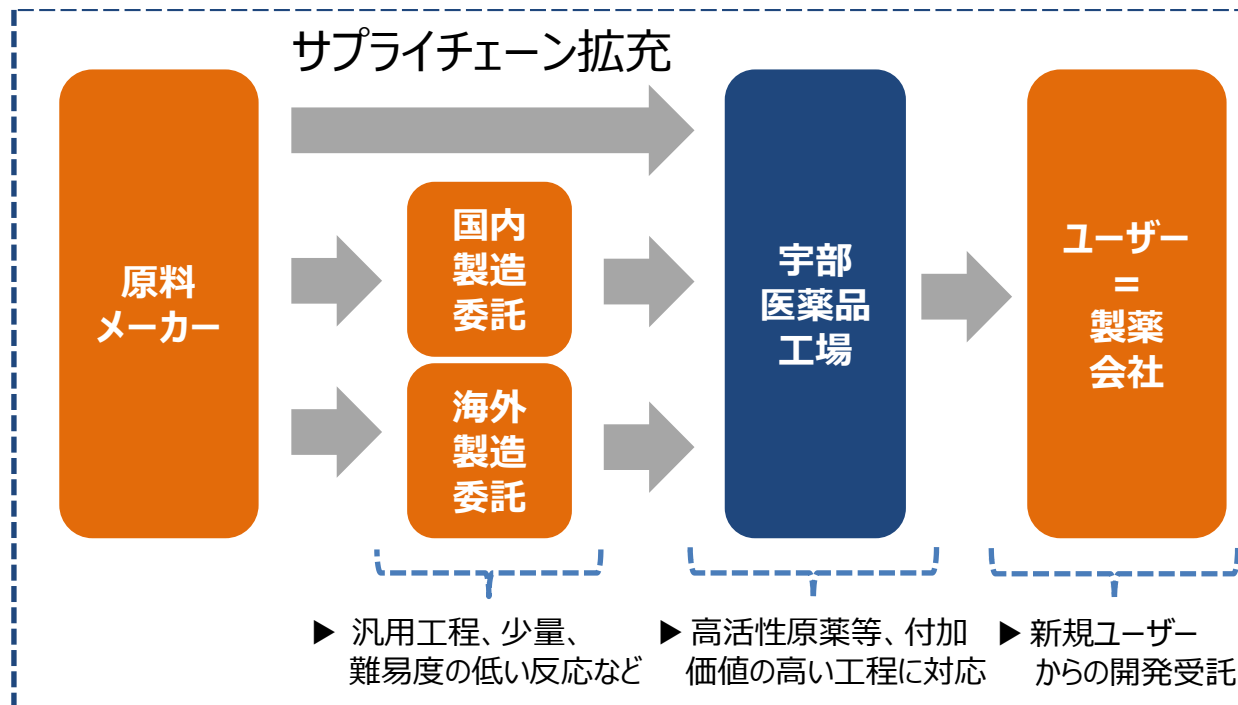 サプライチェーン拡充
原料
メーカー
国内
製造
委託
海外
製造
委託
宇部
医薬品
工場
ユーザー
=
製薬
会社
▶ 汎用工程、少量、
難易度の低い反応など
▶ 高活性原薬等、付加
価値の高い工程に対応
▶ 新規ユーザー
からの開発受託